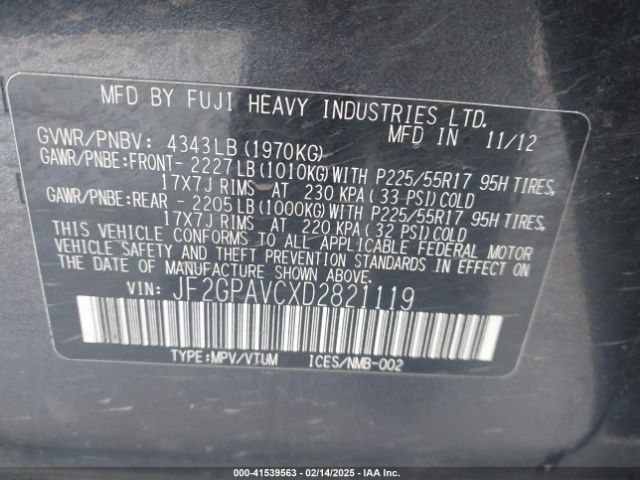 MFD BY FUJI HEAVY INDUSTRIES LTD.
MFD IN 11/12
GVWR/PNBV: 4343LB(1970KG)
GAWR/PNBE:FRONT- 2227LB(1010KG)WITH P225/55R17 95H TIRES,
17X7J RIMS AT 230 KPA(33 PSI)COLD
GAWR/PNBE:REAR - 2205LB(1000KG)WITH P225/55R17 95H TIRES,
17X7J RIMS AT 220 KPA(32 PSI)COLD
THIS VEHICLE CONFORMS TO ALL APPLICABLE FEDERAL MOTOR
VEHICLE SAFETY AND THEFT PREVENTION STANDARDS IN EFFECT ON
THE DATE OF MANUFACTURE SHOWN ABOVE.
VIN: JF2GPAVCXD2821119
TYPE:MPV/VTUM ICES/NMB-002
00-41539563 - 02/14/2025 - IAA, Inc.